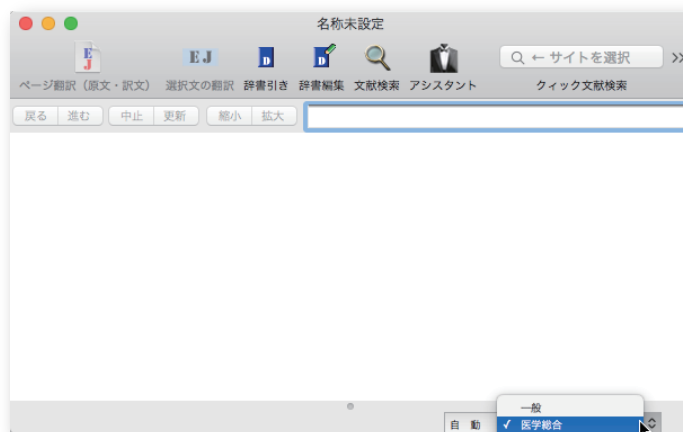 名称未設定
E J
E J
D
D
← サイトを選択
>>
ページ翻訳（原文・訳文）
選択文の翻訳
辞書引き
辞書編集
文献検索
アシスタント
クィック文献検索
戻る
進む
中止
更新
縮小
拡大
一般
自 動
✓ 医学総合